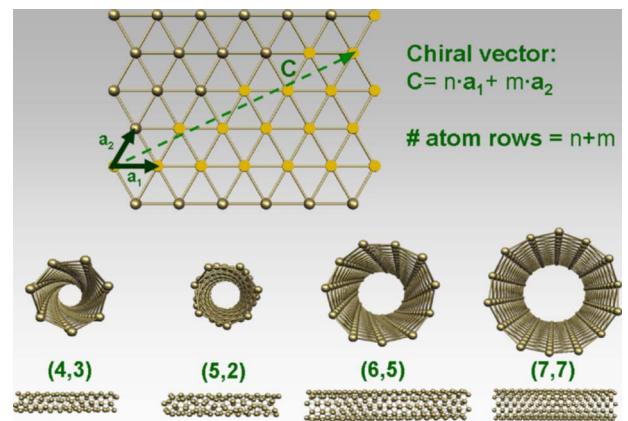 Chiral vector:
C= n·a₁+ m·a₂
# atom rows = n+m
C
a₂
a₁
(4,3)
(5,2)
(6,5)
(7,7)